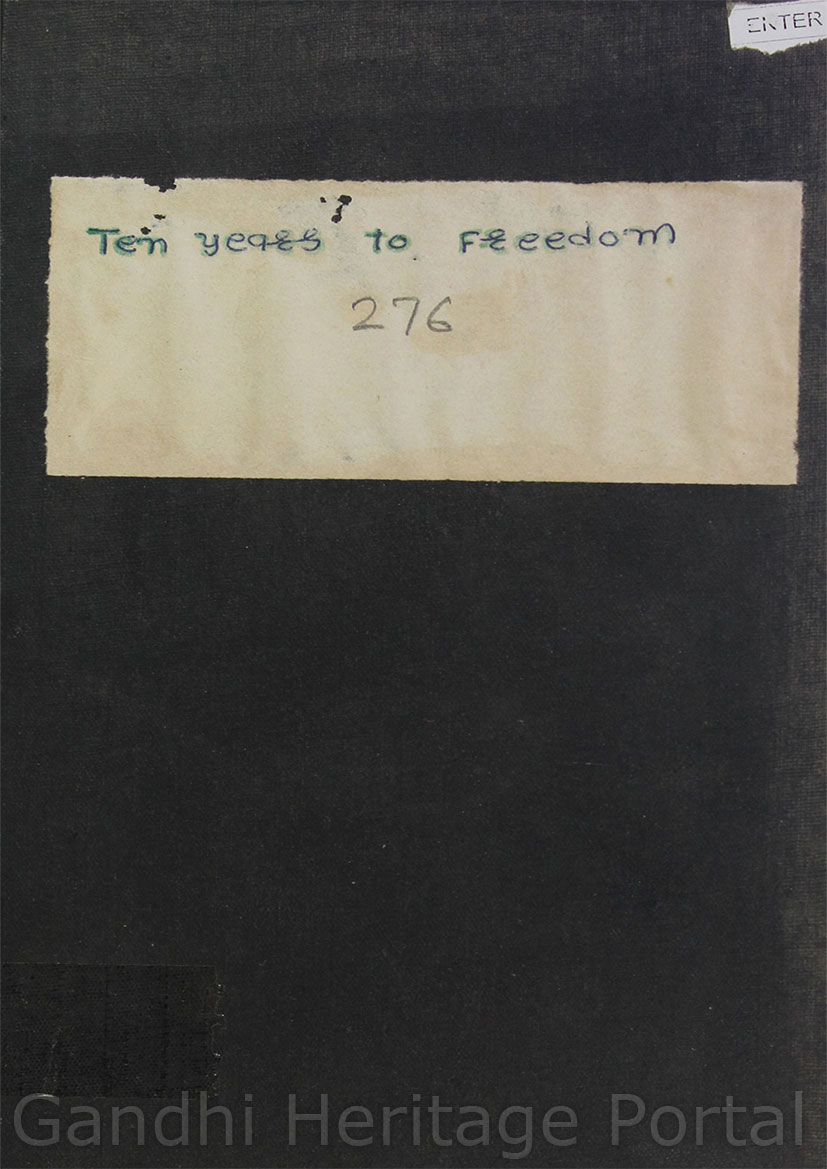 ENTER
Ten years to Freedom
276
Gandhi Heritage Portal